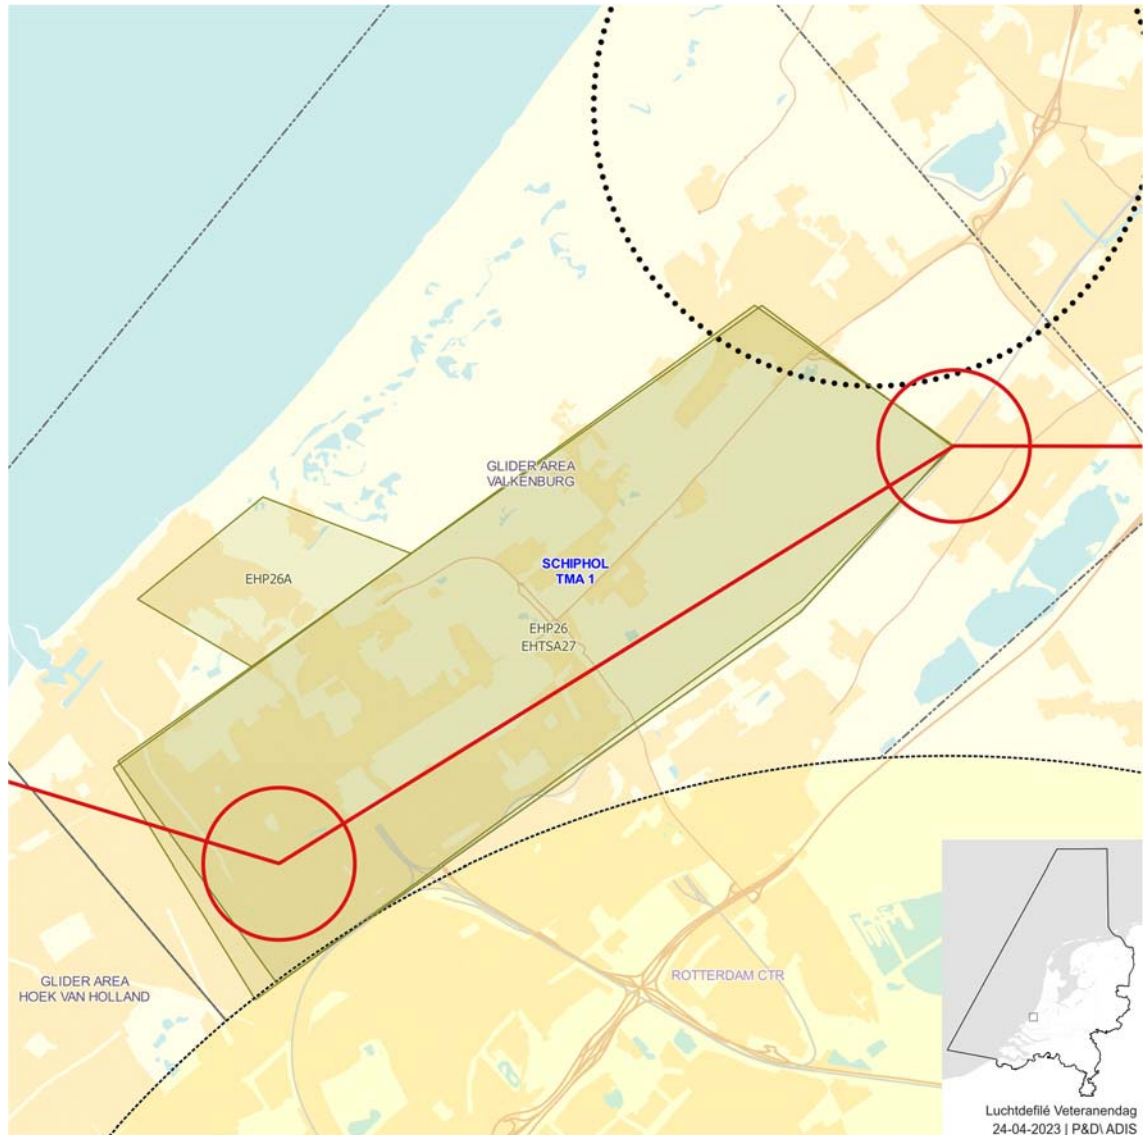 GLIDER AREA
VALKENBURG
SCHIPHOL
TMA 1
EHP26A
EHP26
EHTSA27
GLIDER AREA
HOEK VAN HOLLAND
ROTTERDAM CTR
Luchtdefilé Veteranendag
24-04-2023 | P&D\ ADIS